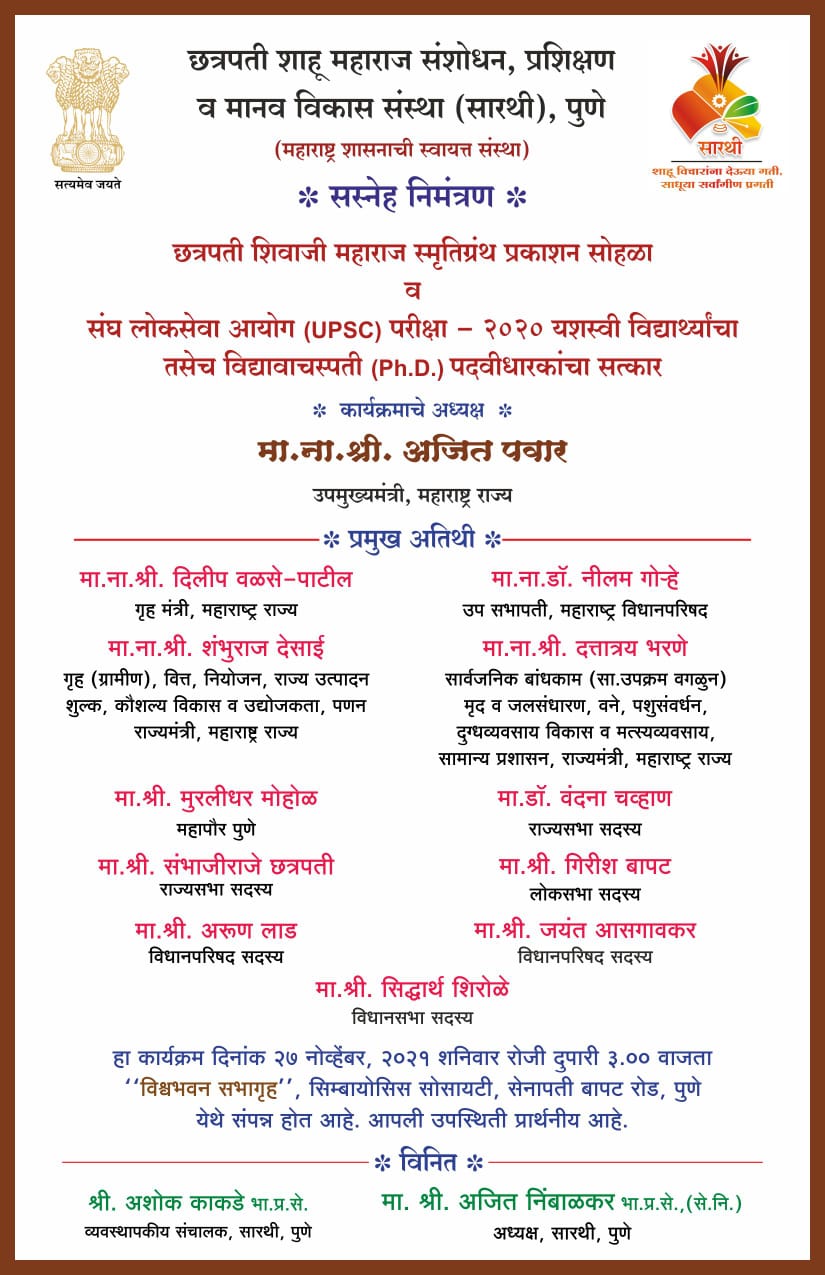 छत्रपती शाहू महाराज संशोधन, प्रशिक्षण
व मानव विकास संस्था (सारथी), पुणे
(महाराष्ट्र शासनाची स्वायत्त संस्था)
सत्यमेव जयते
सारथी
शाहू विचारांना देऊया गती,
साधूया सर्वांगीण प्रगती
❊ सस्नेह निमंत्रण ❊
छत्रपती शिवाजी महाराज स्मृतिग्रंथ प्रकाशन सोहळा
व
संघ लोकसेवा आयोग (UPSC) परीक्षा – २०२० यशस्वी विद्यार्थ्यांचा
तसेच विद्यावाचस्पती (Ph.D.) पदवीधारकांचा सत्कार
❊ कार्यक्रमाचे अध्यक्ष ❊
मा.ना.श्री. अजित पवार
उपमुख्यमंत्री, महाराष्ट्र राज्य
❊ प्रमुख अतिथी ❊
मा.ना.श्री. दिलीप वळसे-पाटील
गृह मंत्री, महाराष्ट्र राज्य
मा.ना.डॉ. नीलम गोऱ्हे
उप सभापती, महाराष्ट्र विधानपरिषद
मा.ना.श्री. शंभुराज देसाई
गृह (ग्रामीण), वित्त, नियोजन, राज्य उत्पादन
शुल्क, कौशल्य विकास व उद्योजकता, पणन
राज्यमंत्री, महाराष्ट्र राज्य
मा.ना.श्री. दत्तात्रय भरणे
सार्वजनिक बांधकाम (सा.उपक्रम वगळुन)
मृद व जलसंधारण, वने, पशुसंवर्धन,
दुग्धव्यवसाय विकास व मत्स्यव्यवसाय,
सामान्य प्रशासन, राज्यमंत्री, महाराष्ट्र राज्य
मा.श्री. मुरलीधर मोहोळ
महापौर पुणे
मा.डॉ. वंदना चव्हाण
राज्यसभा सदस्य
मा.श्री. संभाजीराजे छत्रपती
राज्यसभा सदस्य
मा.श्री. गिरीश बापट
लोकसभा सदस्य
मा.श्री. अरूण लाड
विधानपरिषद सदस्य
मा.श्री. जयंत आसगावकर
विधानपरिषद सदस्य
मा.श्री. सिद्धार्थ शिरोळे
विधानसभा सदस्य
हा कार्यक्रम दिनांक २७ नोव्हेंबर, २०२१ शनिवार रोजी दुपारी ३.०० वाजता
‘‘विश्वभवन सभागृह’’, सिम्बायोसिस सोसायटी, सेनापती बापट रोड, पुणे
येथे संपन्न होत आहे. आपली उपस्थिती प्रार्थनीय आहे.
❊ विनित ❊
श्री. अशोक काकडे भा.प्र.से.
व्यवस्थापकीय संचालक, सारथी, पुणे
मा. श्री. अजित निंबाळकर भा.प्र.से.,(से.नि.)
अध्यक्ष, सारथी, पुणे